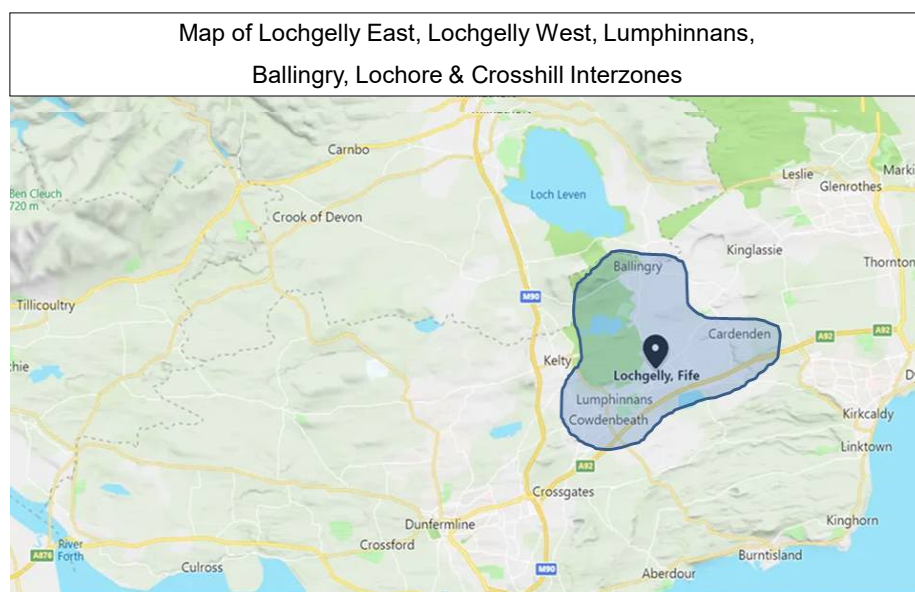 Map of Lochgelly East, Lochgelly West, Lumphinnans,
Ballingry, Lochore & Crosshill Interzones
Carnbo
Leslie
Glenrothes
Ben Cleuch
720 m
Loch Leven
Crook of Devon
Kinglassie
Ballingry
Thornton
Tillicoultry
M90
Cardenden
A92
A92
Kelty
Lochgelly, Fife
Lumphinnans
Cowdenbeath
Kirkcaldy
Linktown
A92
Crossgates
Dunfermline
Kinghorn
Crossford
A876
River
Forth
Culross
M90
Burntisland
Aberdour